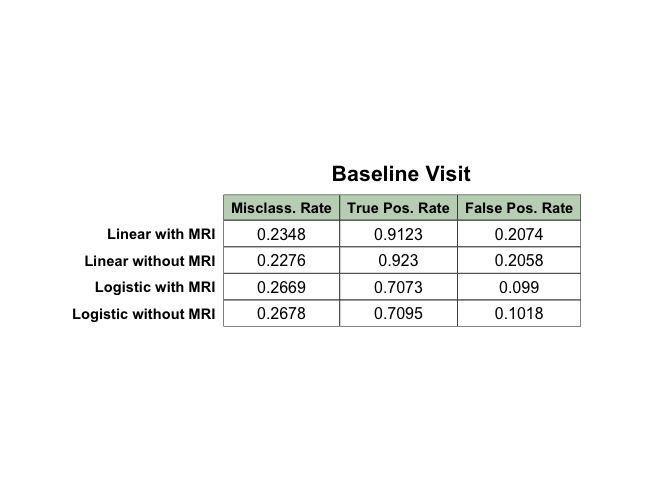 Baseline Visit
Misclass. Rate True Pos. Rate False Pos. Rate
Linear with MRI 0.2348 0.9123 0.2074
Linear without MRI 0.2276 0.923 0.2058
Logistic with MRI 0.2669 0.7073 0.099
Logistic without MRI 0.2678 0.7095 0.1018